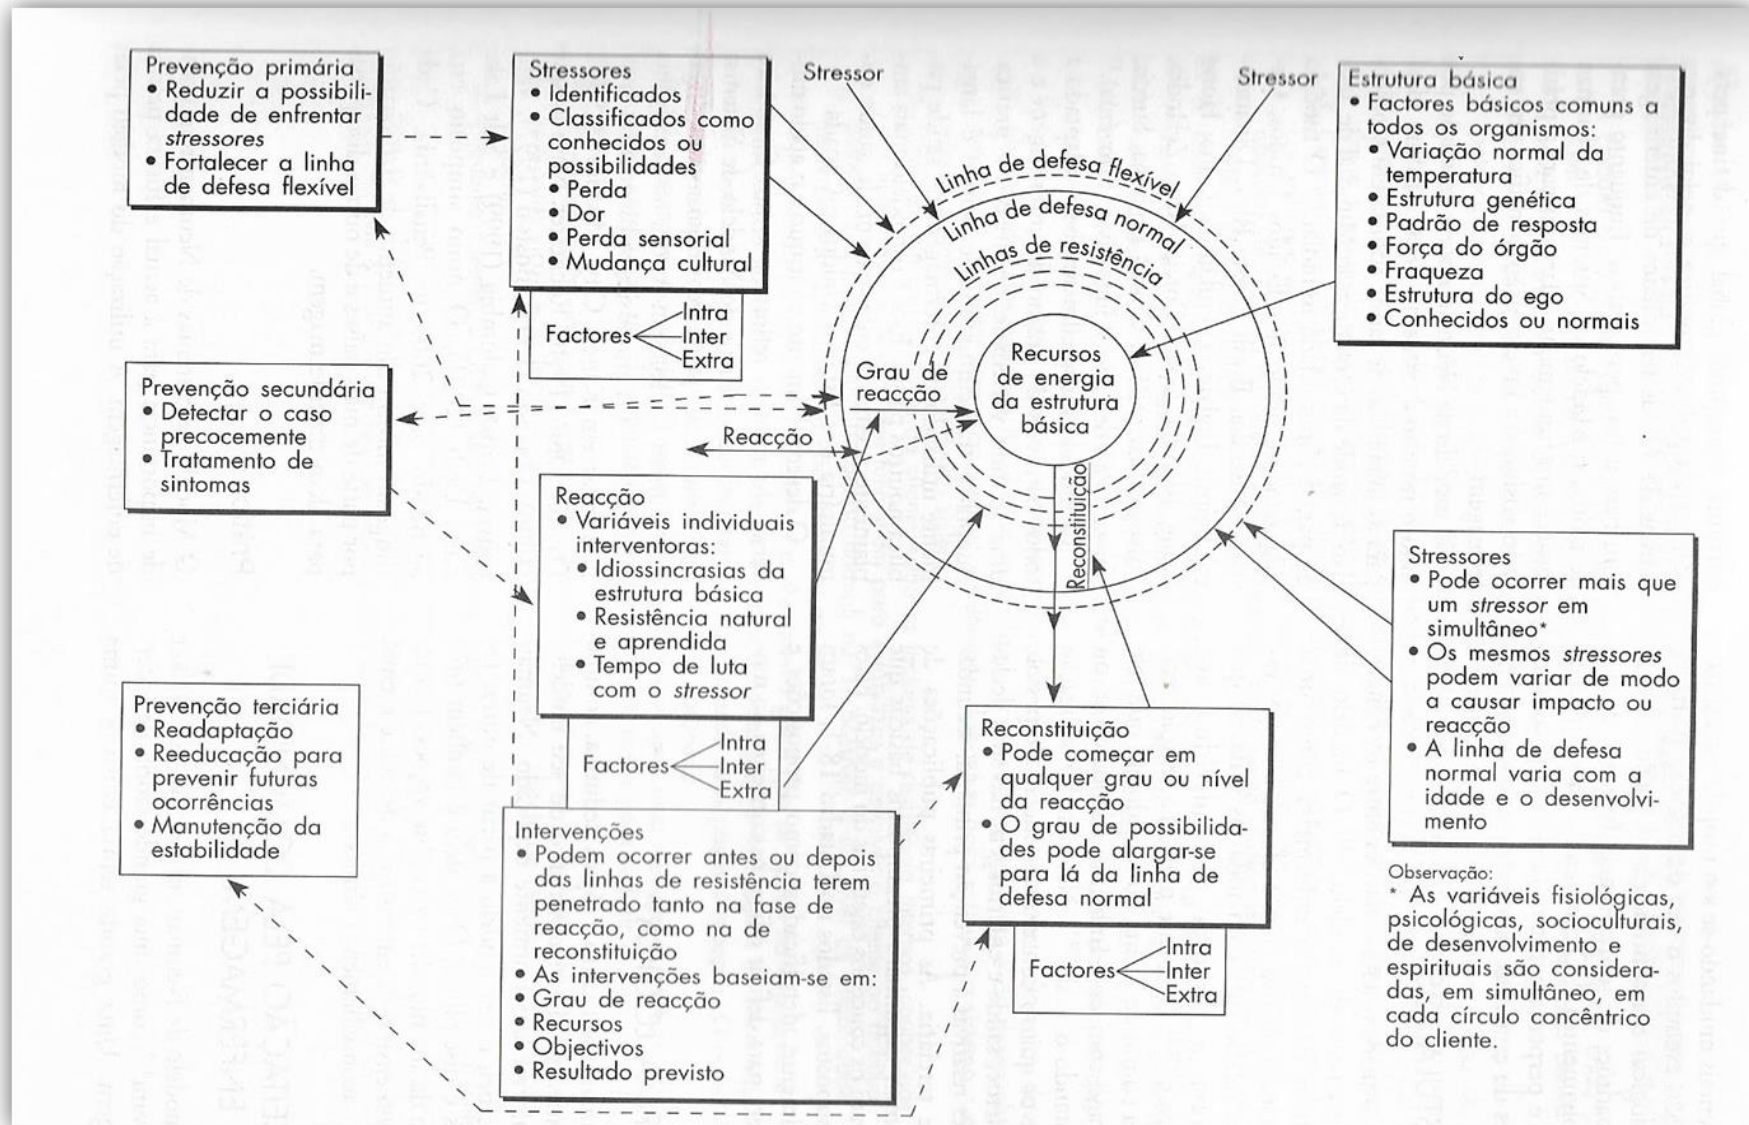 Prevenção primária
• Reduzir a possibili-
dade de enfrentar
stressores
• Fortalecer a linha
de defesa flexível
Stressores
• Identificados
• Classificados como
conhecidos ou
possibilidades
• Perda
• Dor
• Perda sensorial
• Mudança cultural
Factores
Intra
Inter
Extra
Stressor
Stressor
Estrutura básica
• Factores básicos comuns a
todos os organismos:
• Variação normal da
temperatura
• Estrutura genética
• Padrão de resposta
• Força do órgão
• Fraqueza
• Estrutura do ego
• Conhecidos ou normais
Linha de defesa flexível
Linha de defesa normal
Linhas de resistência
Recursos
de energia
da estrutura
básica
Grau de
reacção
Reacção
Reconstituição
Prevenção secundária
• Detectar o caso
precocemente
• Tratamento de
sintomas
Reacção
• Variáveis individuais
interventoras:
• Idiossincrasias da
estrutura básica
• Resistência natural
e aprendida
• Tempo de luta
com o stressor
Factores
Intra
Inter
Extra
Stressores
• Pode ocorrer mais que
um stressor em
simultâneo*
• Os mesmos stressores
podem variar de modo
a causar impacto ou
reacção
• A linha de defesa
normal varia com a
idade e o desenvolvi-
mento
Prevenção terciária
• Readaptação
• Reeducação para
prevenir futuras
ocorrências
• Manutenção da
estabilidade
Intervenções
• Podem ocorrer antes ou depois
das linhas de resistência terem
penetrado tanto na fase de
reacção, como na de
reconstituição
• As intervenções baseiam-se em:
• Grau de reacção
• Recursos
• Objectivos
• Resultado previsto
Reconstituição
• Pode começar em
qualquer grau ou nível
da reacção
• O grau de possibilida-
des pode alargar-se
para lá da linha de
defesa normal
Factores
Intra
Inter
Extra
Observação:
* As variáveis fisiológicas,
psicológicas, socioculturais,
de desenvolvimento e
espirituais são considera-
das, em simultâneo, em
cada círculo concêntrico
do cliente.